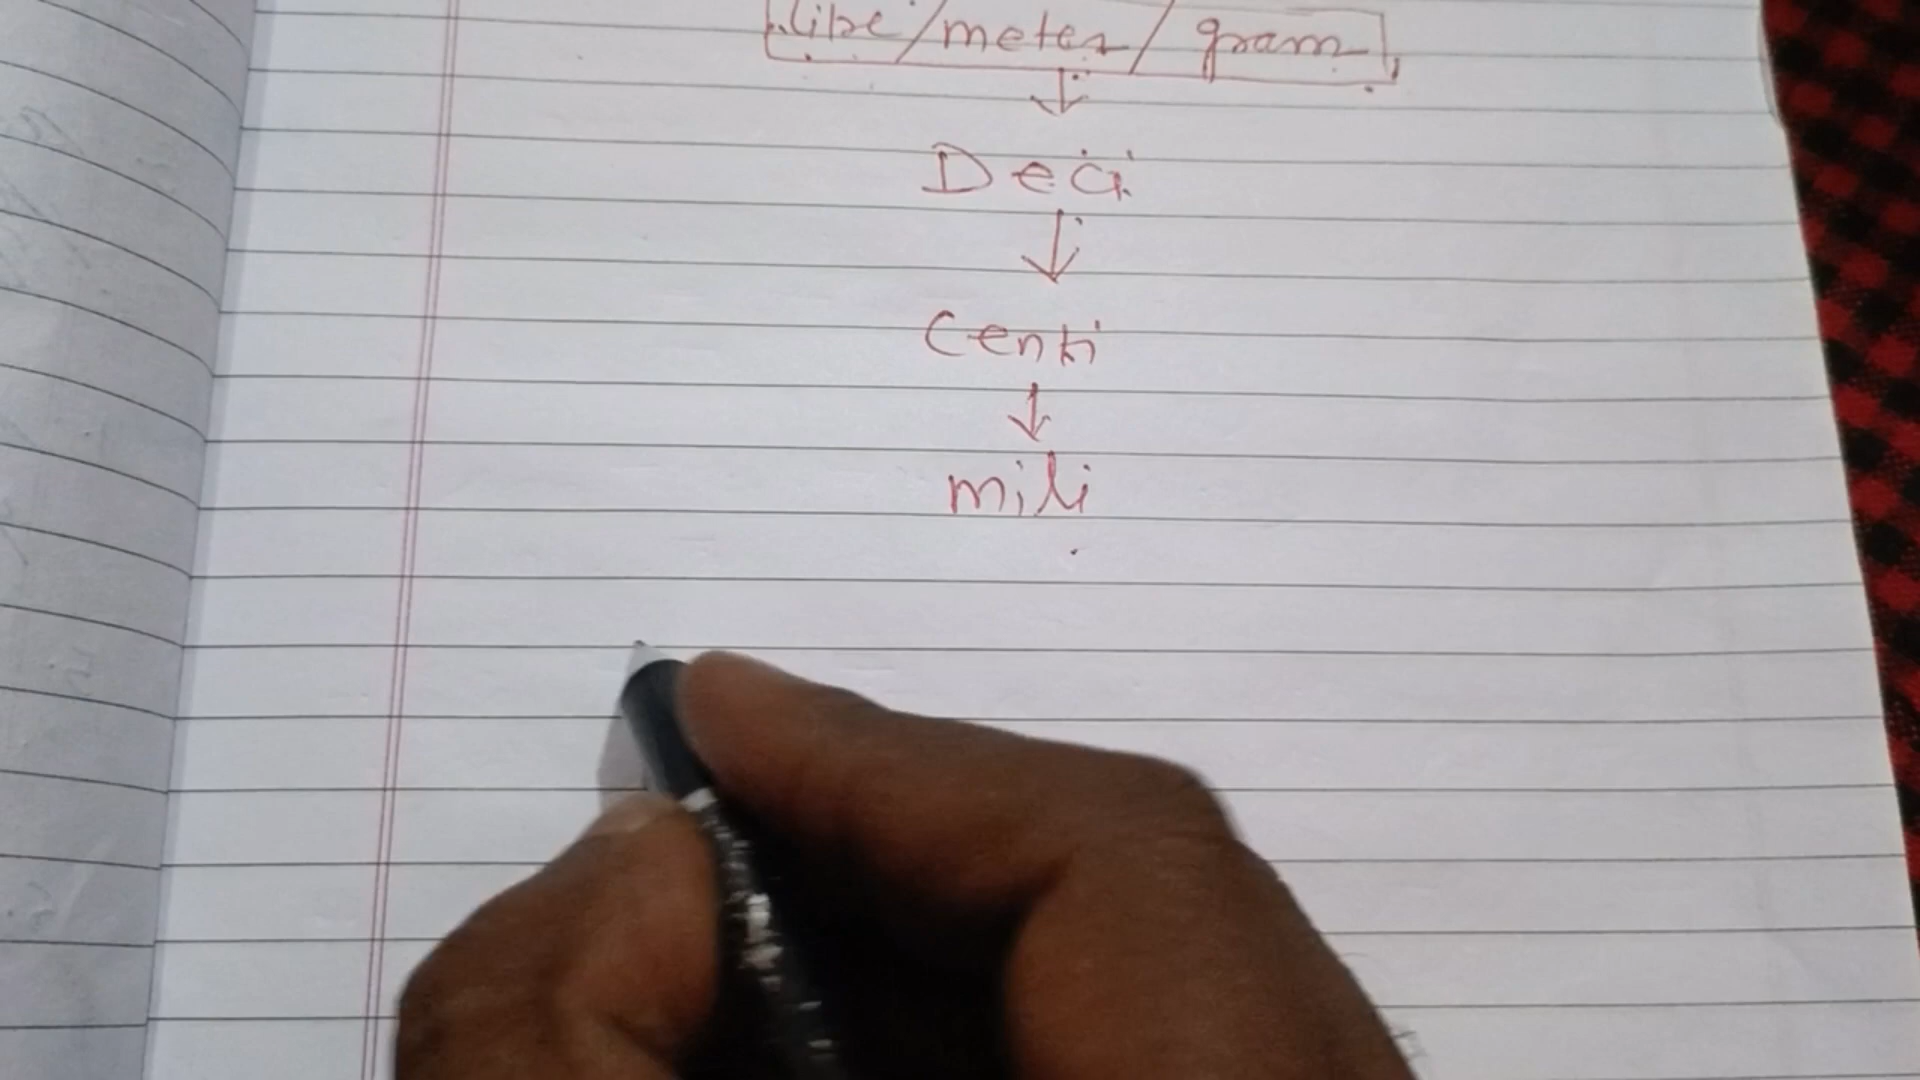 litre/meter/gram
↓
Deci
↓
Centi
↓
mili